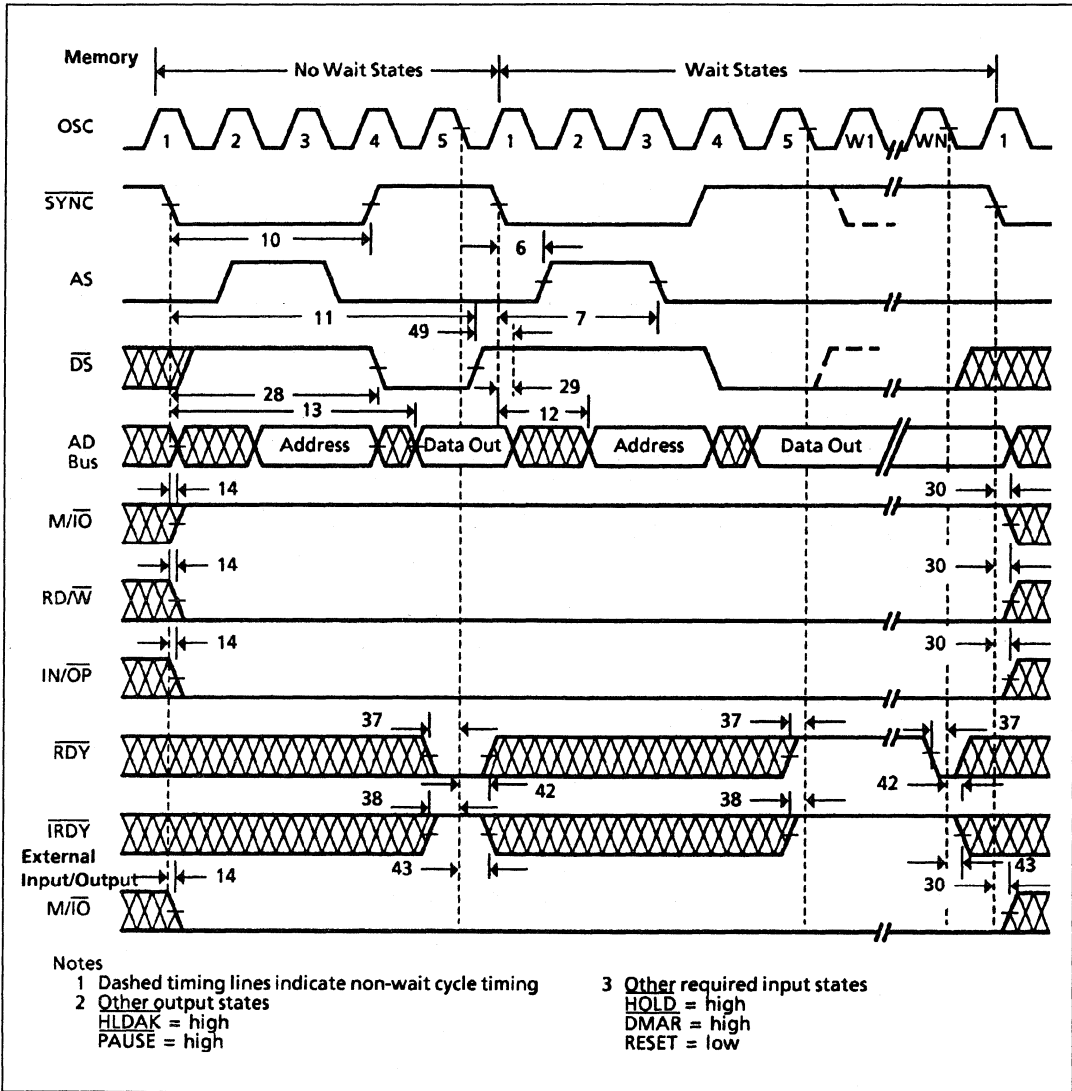 Memory
No Wait States Wait States
OSC 1 2 3 4 5 1 2 3 4 5 W1 WN 1
SYNC
10 6
AS
11 7
49
DS
28 29
13 12
AD Bus Address Data Out Address Data Out
14 30
M/IO
14 30
RD/W
14 30
IN/OP
37 37 37
RDY
42 42
38 38
IRDY
43 43
External
Input/Output
14 30
M/IO
Notes
1 Dashed timing lines indicate non-wait cycle timing
2 Other output states
HLDAK = high
PAUSE = high
3 Other required input states
HOLD = high
DMAR = high
RESET = low